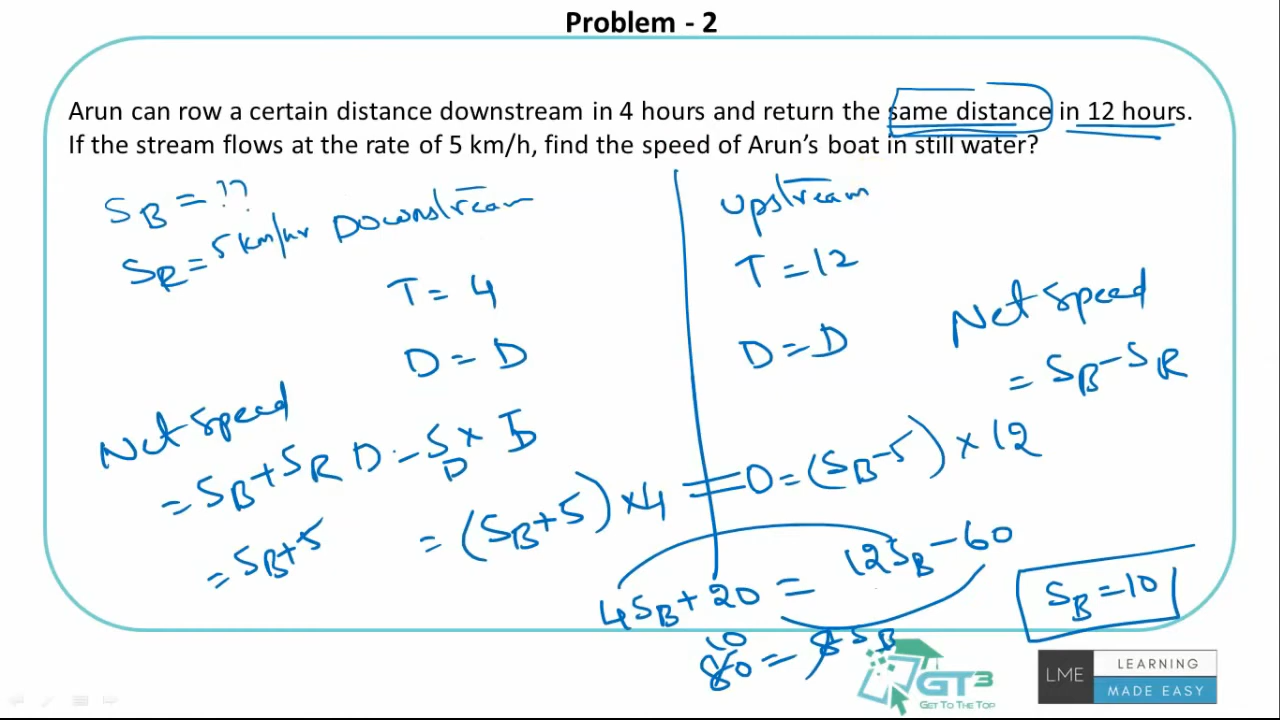 Problem - 2
Arun can row a certain distance downstream in 4 hours and return the same distance in 12 hours.
If the stream flows at the rate of 5 km/h, find the speed of Arun’s boat in still water?
SB = ??
SR = 5 km/hr
Downstream
T = 4
D = D
Net Speed
= SB + SR
= SB + 5
D = S × T
D
= (SB + 5) × 4
Upstream
T = 12
D = D
Net Speed
= SB - SR
= D = (SB - 5) × 12
4SB + 20 = 12SB - 60
10
80 = 8 SB
SB = 10
GT3
GET TO THE TOP
LME
LEARNING
MADE EASY